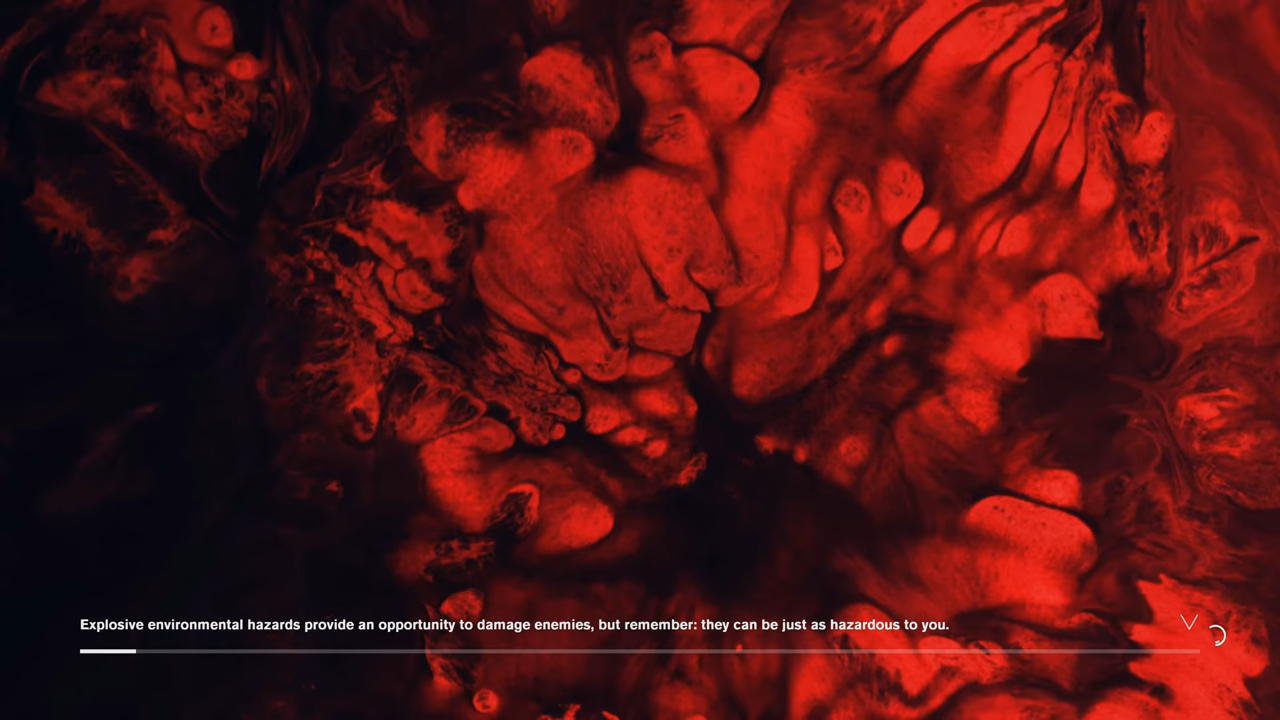 Explosive environmental hazards provide an opportunity to damage enemies, but remember: they can be just as hazardous to you.